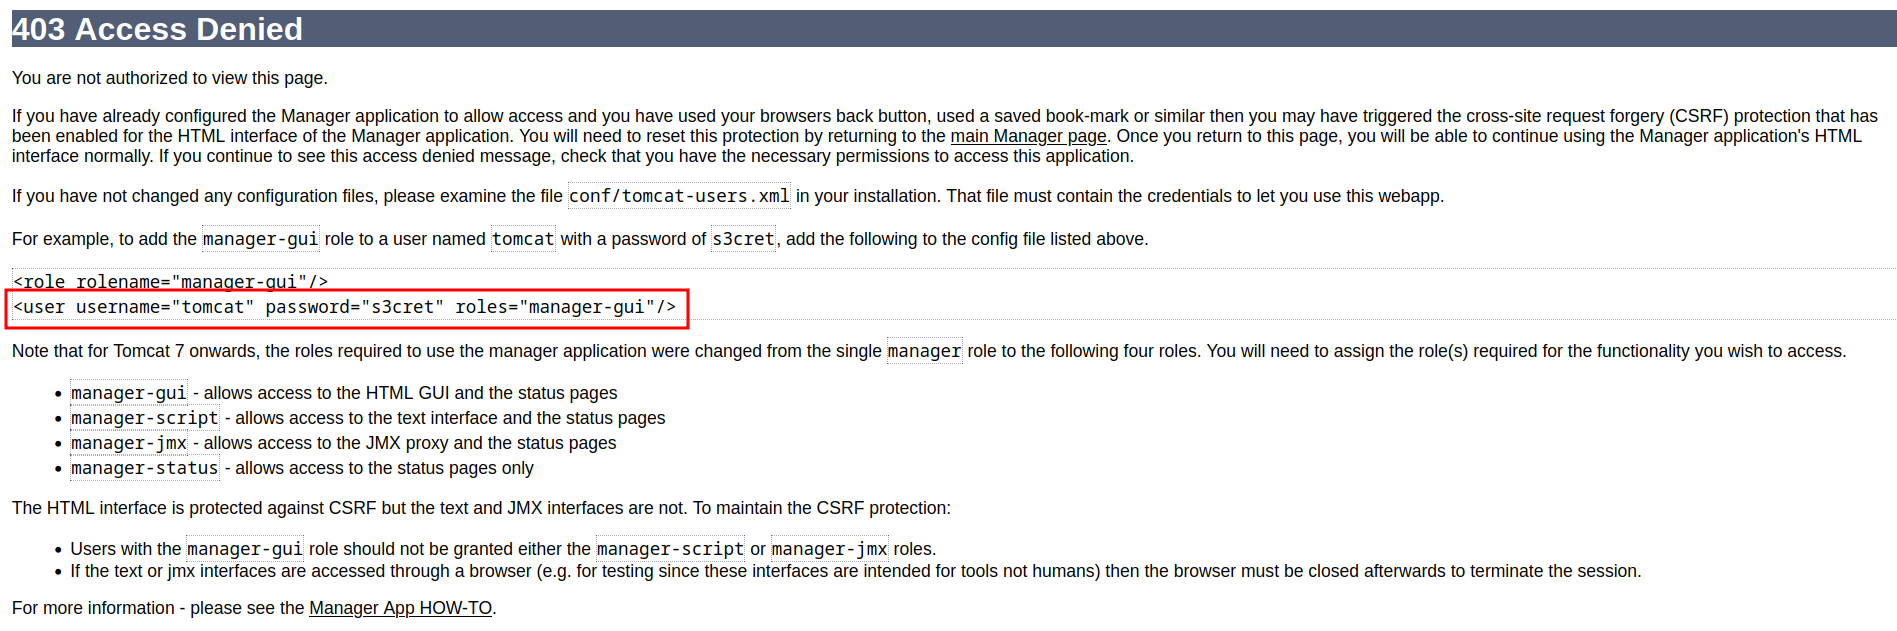 403 Access Denied
You are not authorized to view this page.
If you have already configured the Manager application to allow access and you have used your browsers back button, used a saved book-mark or similar then you may have triggered the cross-site request forgery (CSRF) protection that has
been enabled for the HTML interface of the Manager application. You will need to reset this protection by returning to the main Manager page. Once you return to this page, you will be able to continue using the Manager application's HTML
interface normally. If you continue to see this access denied message, check that you have the necessary permissions to access this application.
If you have not changed any configuration files, please examine the file conf/tomcat-users.xml in your installation. That file must contain the credentials to let you use this webapp.
For example, to add the manager-gui role to a user named tomcat with a password of s3cret, add the following to the config file listed above.
<role rolename="manager-gui"/>
<user username="tomcat" password="s3cret" roles="manager-gui"/>
Note that for Tomcat 7 onwards, the roles required to use the manager application were changed from the single manager role to the following four roles. You will need to assign the role(s) required for the functionality you wish to access.
• manager-gui - allows access to the HTML GUI and the status pages
• manager-script - allows access to the text interface and the status pages
• manager-jmx - allows access to the JMX proxy and the status pages
• manager-status - allows access to the status pages only
The HTML interface is protected against CSRF but the text and JMX interfaces are not. To maintain the CSRF protection:
• Users with the manager-gui role should not be granted either the manager-script or manager-jmx roles.
• If the text or jmx interfaces are accessed through a browser (e.g. for testing since these interfaces are intended for tools not humans) then the browser must be closed afterwards to terminate the session.
For more information - please see the Manager App HOW-TO.